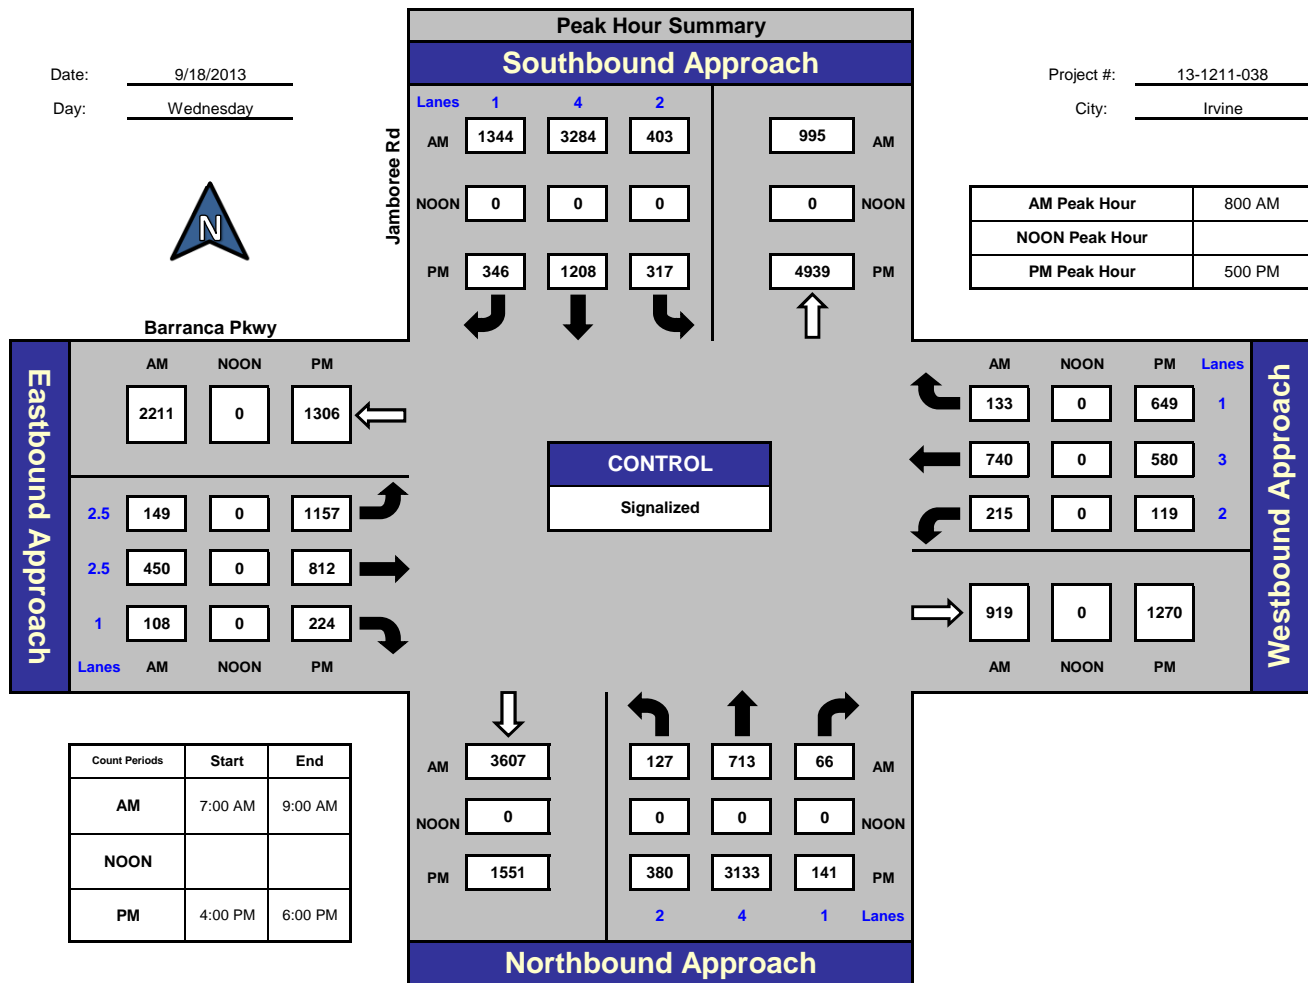 Peak Hour Summary
Southbound Approach
Date: 9/18/2013
Day: Wednesday
Project #: 13-1211-038
City: Irvine
Lanes 1 4 2
Jamboree Rd
AM 1344 3284 403 995 AM
NOON 0 0 0 0 NOON
PM 346 1208 317 4939 PM
N
AM Peak Hour 800 AM
NOON Peak Hour
PM Peak Hour 500 PM
Barranca Pkwy
Eastbound Approach
AM NOON PM
2211 0 1306
2.5 149 0 1157
2.5 450 0 812
1 108 0 224
Lanes AM NOON PM
CONTROL
Signalized
AM NOON PM Lanes
133 0 649 1
740 0 580 3
215 0 119 2
919 0 1270
AM NOON PM
Westbound Approach
Count Periods Start End
AM 7:00 AM 9:00 AM
NOON
PM 4:00 PM 6:00 PM
AM 3607 127 713 66 AM
NOON 0 0 0 0 NOON
PM 1551 380 3133 141 PM
2 4 1 Lanes
Northbound Approach